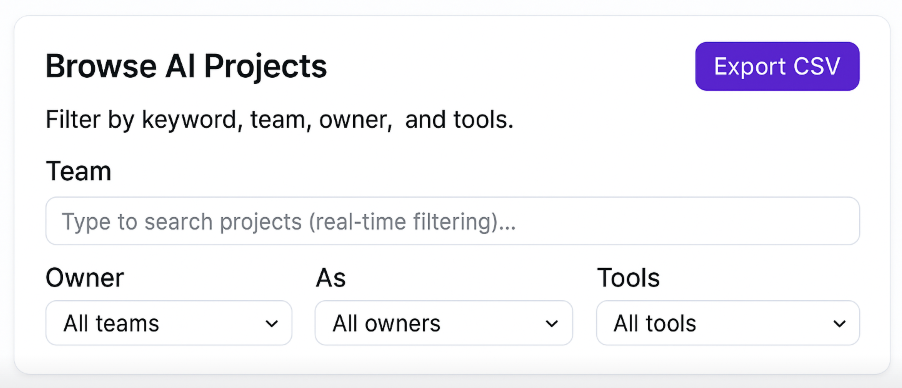 Browse AI Projects
Export CSV
Filter by keyword, team, owner, and tools.
Team
Type to search projects (real-time filtering)...
Owner
As
Tools
All teams
All owners
All tools